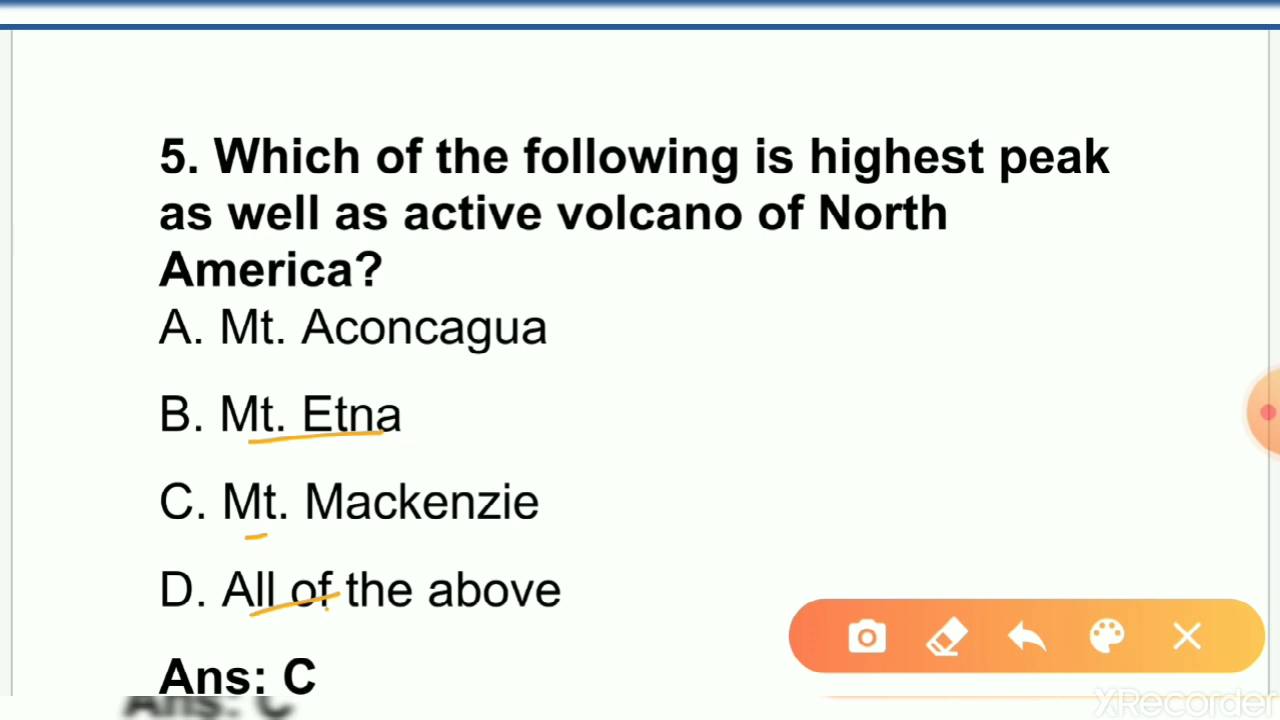 5. Which of the following is highest peak
as well as active volcano of North
America?
A. Mt. Aconcagua
B. Mt. Etna
C. Mt. Mackenzie
D. All of the above
Ans: C
Ans: C
XRecorder